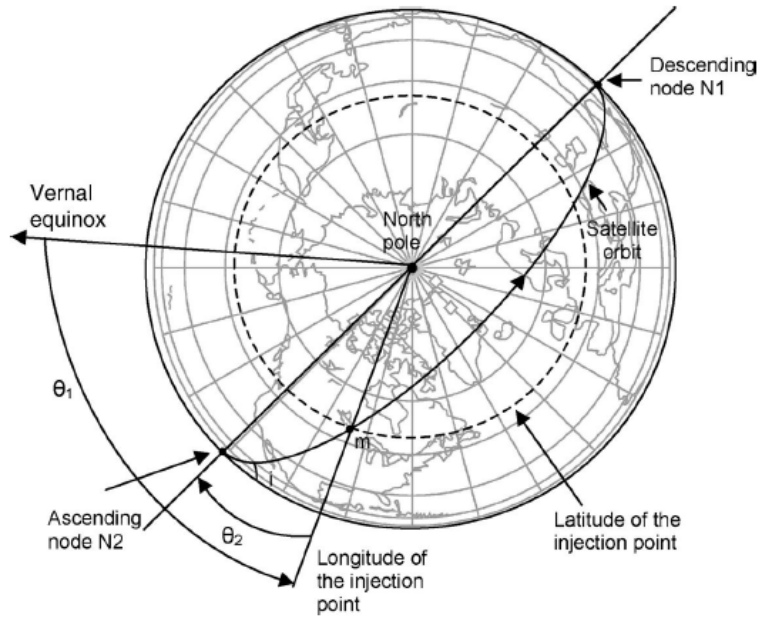 Descending
node N1
Vernal
equinox
North
pole
Satellite
orbit
θ1
m
i
Ascending
node N2
θ2
Latitude of the
injection point
Longitude of
the injection
point